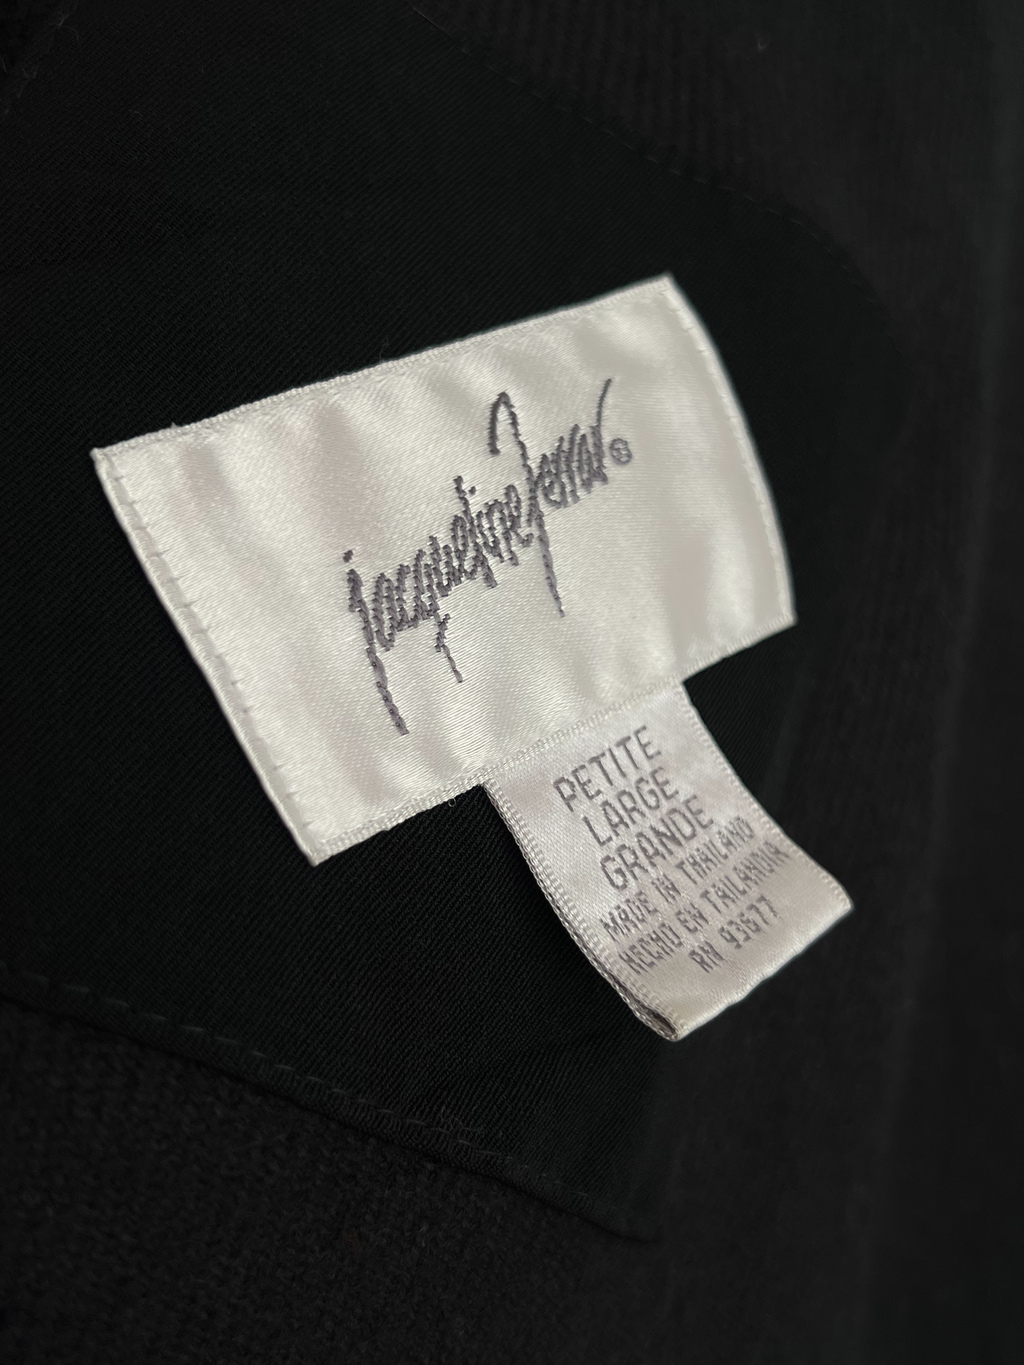 jacqueline Ferrar®
PETITE
LARGE
GRANDE
MADE IN THAILAND
HECHO EN TAILANDIA
RN 93677